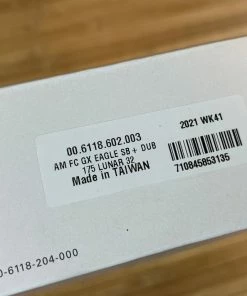 00.6118.602.003
AM FC GX EAGLE SB + DUB
175 LUNAR 32
Made in TAIWAN
2021 WK41
710845853135
0-6118-204-000